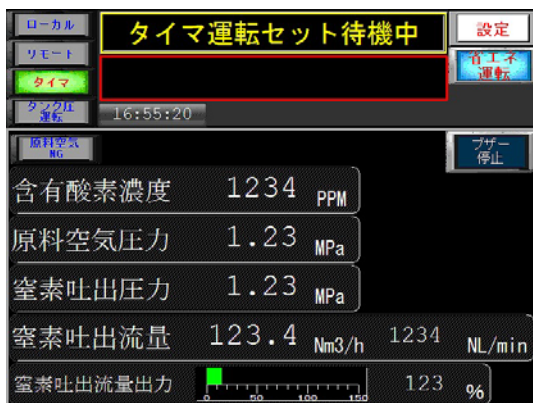 ローカル
タイマ運転セット待機中
設定
リモート
省エネ
運転
タイマ
タンク圧
運転
16:55:20
原料空気
NG
ブザー
停止
含有酸素濃度 1234 PPM
原料空気圧力 1.23 MPa
窒素吐出圧力 1.23 MPa
窒素吐出流量 123.4 Nm3/h 1234 NL/min
窒素吐出流量出力 0 50 100 150 123 %